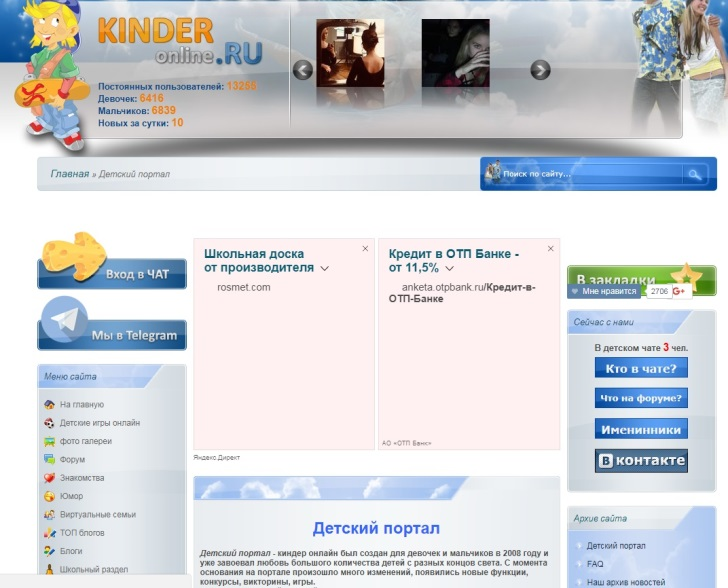 KINDER
online.RU
Постоянных пользователей: 13255
Девочек: 6416
Мальчиков: 6839
Новых за сутки: 10
Главная » Детский портал
Поиск по сайту...
Вход в ЧАТ
Мы в Telegram
Меню сайта
На главную
Детские игры онлайн
фото галереи
Форум
Знакомства
Юмор
Виртуальные семьи
ТОП блогов
Блоги
Школьный раздел
Школьная доска
от производителя
rosmet.com
Кредит в ОТП Банке -
от 11,5%
anketa.otpbank.ru/Кредит-в-
ОТП-Банке
АО «ОТП Банк»
Яндекс.Директ
Детский портал
Детский портал - киндер онлайн был создан для девочек и мальчиков в 2008 году и
уже завоевал любовь большого количества детей с разных концов света. С момента
основания на портале произошло много изменений, появились новые функции,
конкурсы, викторины, игры.
В закладки
Мне нравится 2706 G+
Сейчас с нами
В детском чате 3 чел.
Кто в чате?
Что на форуме?
Именинники
В контакте
Архив сайта
Детский портал
FAQ
Наш архив новостей